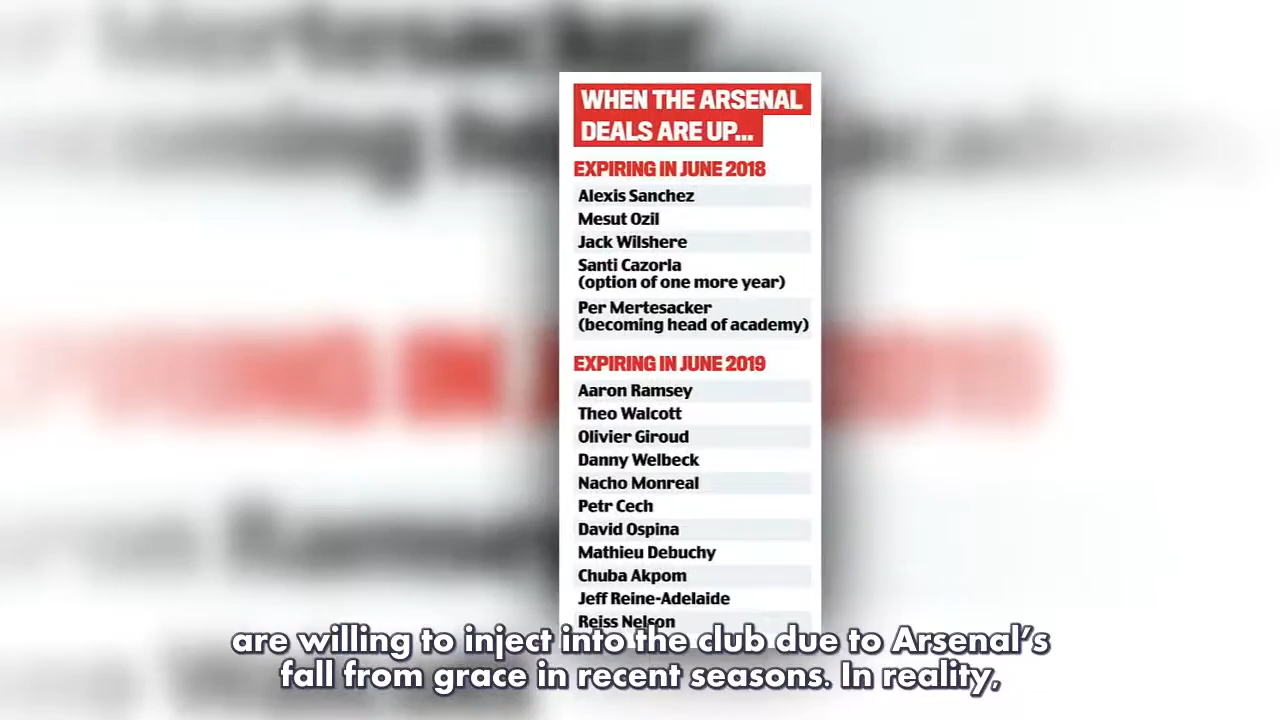 WHEN THE ARSENAL
DEALS ARE UP...
EXPIRING IN JUNE 2018
Alexis Sanchez
Mesut Ozil
Jack Wilshere
Santi Cazorla
(option of one more year)
Per Mertesacker
(becoming head of academy)
EXPIRING IN JUNE 2019
Aaron Ramsey
Theo Walcott
Olivier Giroud
Danny Welbeck
Nacho Monreal
Petr Cech
David Ospina
Mathieu Debuchy
Chuba Akpom
Jeff Reine-Adelaide
Reiss Nelson
are willing to inject into the club due to Arsenal's
fall from grace in recent seasons. In reality,